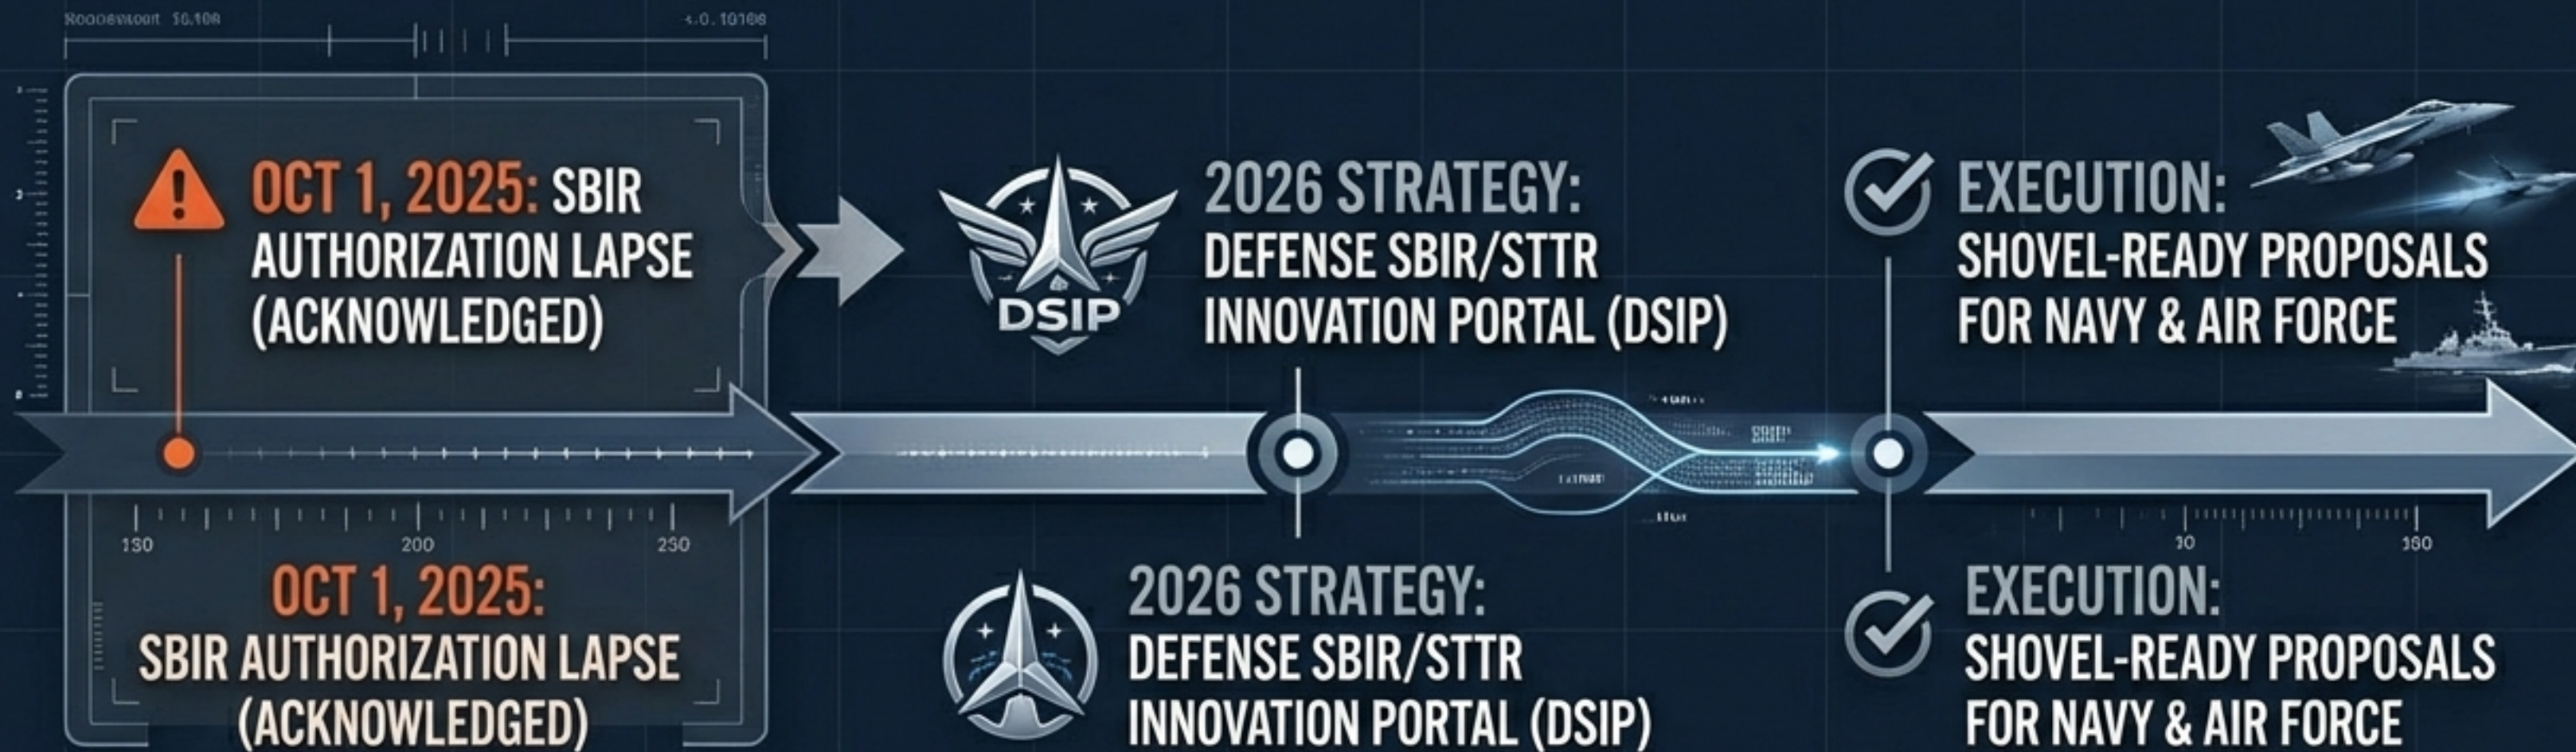 OCT 1, 2025: SBIR
AUTHORIZATION LAPSE
(ACKNOWLEDGED)
DSIP
2026 STRATEGY:
DEFENSE SBIR/STTR
INNOVATION PORTAL (DSIP)
EXECUTION:
SHOVEL-READY PROPOSALS
FOR NAVY & AIR FORCE
200
OCT 1, 2025:
SBIR AUTHORIZATION LAPSE
(ACKNOWLEDGED)
2026 STRATEGY:
DEFENSE SBIR/STTR
INNOVATION PORTAL (DSIP)
EXECUTION:
SHOVEL-READY PROPOSALS
FOR NAVY & AIR FORCE